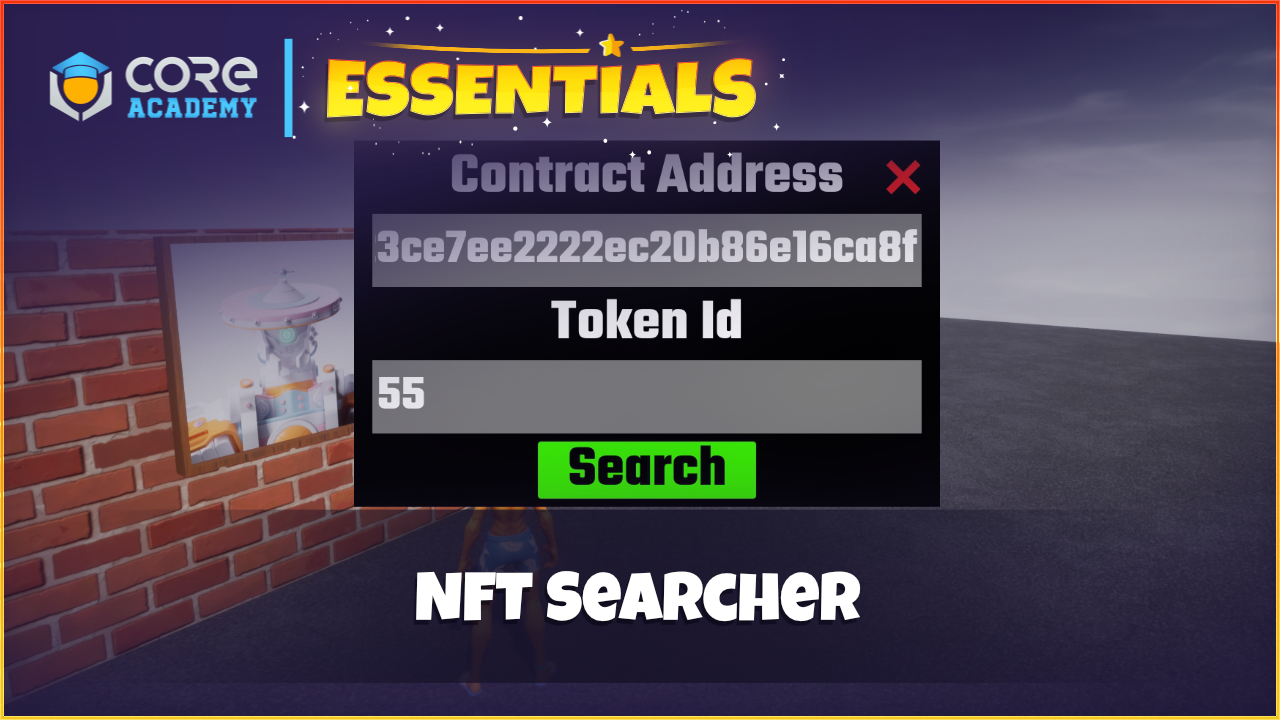 CORE
ACADEMY
ESSENTIALS
Contract Address
3ce7ee2222ec20b86e16ca8f
Token Id
55
Search
NFT SeARCHeR